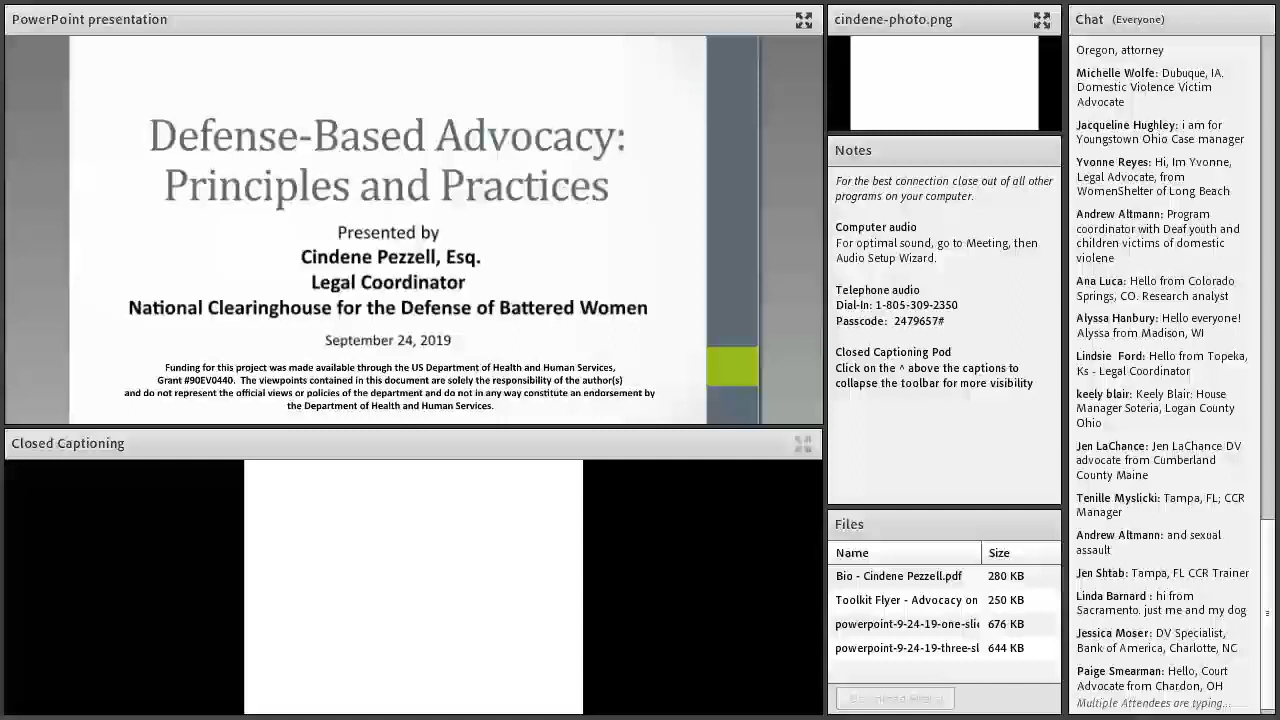 PowerPoint presentation
Defense-Based Advocacy:
Principles and Practices
Presented by
Cindene Pezzell, Esq.
Legal Coordinator
National Clearinghouse for the Defense of Battered Women
September 24, 2019
Funding for this project was made available through the US Department of Health and Human Services,
Grant #90EV0440. The viewpoints contained in this document are solely the responsibility of the author(s)
and do not represent the official views or policies of the department and do not in any way constitute an endorsement by
the Department of Health and Human Services.
Closed Captioning
cindene-photo.png
Notes
For the best connection close out of all other
programs on your computer.
Computer audio
For optimal sound, go to Meeting, then
Audio Setup Wizard.
Telephone audio
Dial-In: 1-805-309-2350
Passcode: 2479657#
Closed Captioning Pod
Click on the ^ above the captions to
collapse the toolbar for more visibility
Files
Name Size
Bio - Cindene Pezzell.pdf 280 KB
Toolkit Flyer - Advocacy on 250 KB
powerpoint-9-24-19-one-slie 676 KB
powerpoint-9-24-19-three-sl 644 KB
Chat (Everyone)
Oregon, attorney
Michelle Wolfe: Dubuque, IA.
Domestic Violence Victim
Advocate
Jacqueline Hughley: i am for
Youngstown Ohio Case manager
Yvonne Reyes: Hi, Im Yvonne,
Legal Advocate, from
WomenShelter of Long Beach
Andrew Altmann: Program
coordinator with Deaf youth and
children victims of domestic
violene
Ana Luca: Hello from Colorado
Springs, CO. Research analyst
Alyssa Hanbury: Hello everyone!
Alyssa from Madison, WI
Lindsie Ford: Hello from Topeka,
Ks - Legal Coordinator
keely blair: Keely Blair: House
Manager Soteria, Logan County
Ohio
Jen LaChance: Jen LaChance DV
advocate from Cumberland
County Maine
Tenille Myslicki: Tampa, FL; CCR
Manager
Andrew Altmann: and sexual
assault
Jen Shtab: Tampa, FL CCR Trainer
Linda Barnard : hi from
Sacramento. just me and my dog
Jessica Moser: DV Specialist,
Bank of America, Charlotte, NC
Paige Smearman: Hello, Court
Advocate from Chardon, OH
Multiple Attendees are typing...